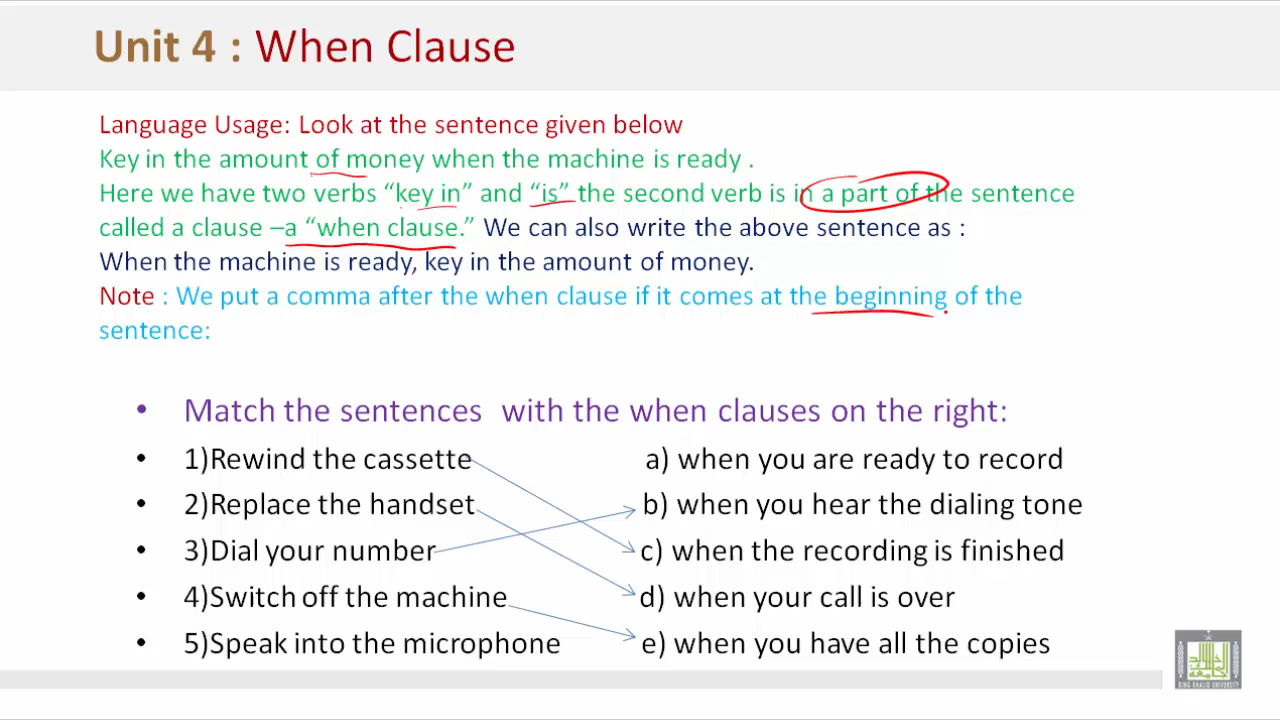 Unit 4 : When Clause
Language Usage: Look at the sentence given below
Key in the amount of money when the machine is ready .
Here we have two verbs “key in” and “is” the second verb is in a part of the sentence
called a clause –a “when clause.” We can also write the above sentence as :
When the machine is ready, key in the amount of money.
Note : We put a comma after the when clause if it comes at the beginning of the
sentence:
• Match the sentences with the when clauses on the right:
• 1)Rewind the cassette a) when you are ready to record
• 2)Replace the handset b) when you hear the dialing tone
• 3)Dial your number c) when the recording is finished
• 4)Switch off the machine d) when your call is over
• 5)Speak into the microphone e) when you have all the copies
KING KHALID UNIVERSITY